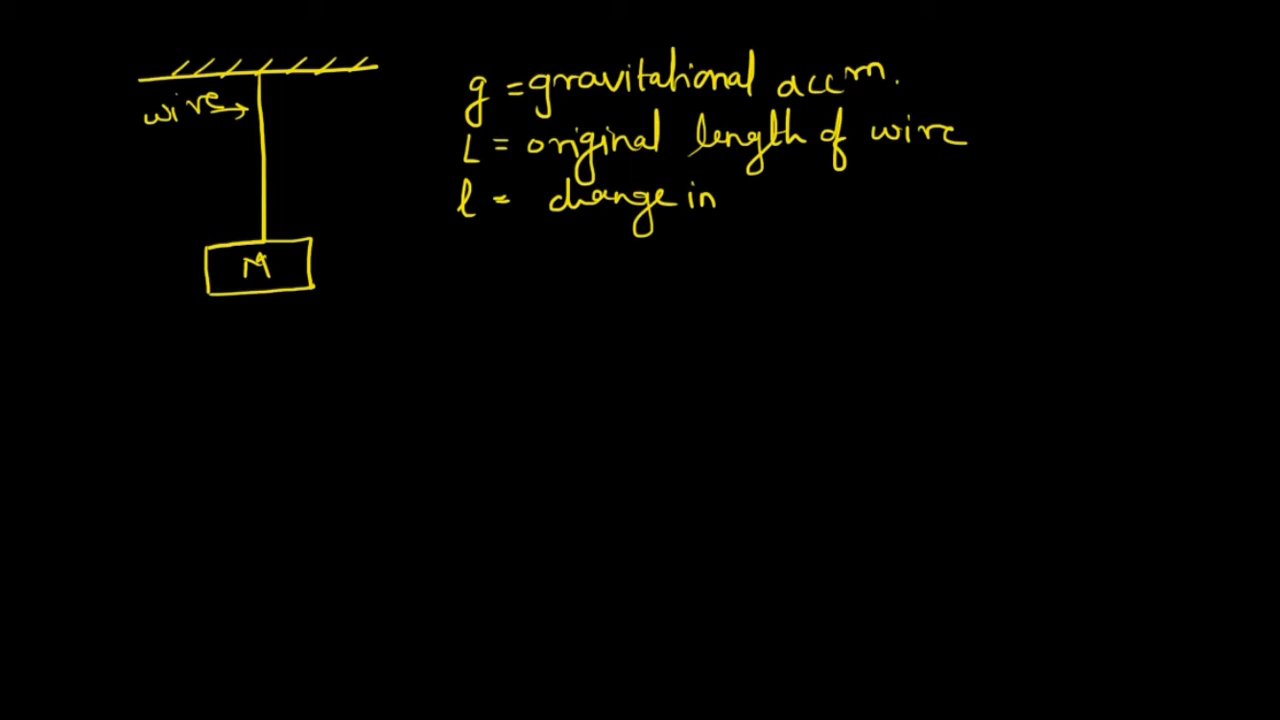 wire
M
g = gravitational accⁿ.
L = original length of wire
l = change in